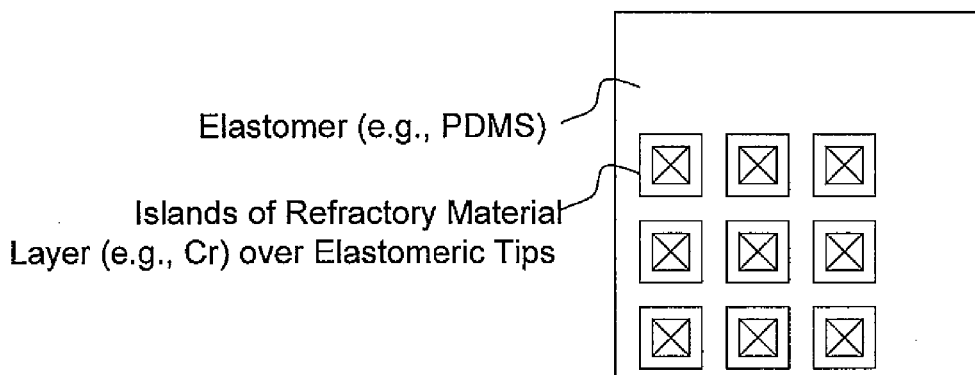 Elastomer (e.g., PDMS)
Islands of Refractory Material
Layer (e.g., Cr) over Elastomeric Tips